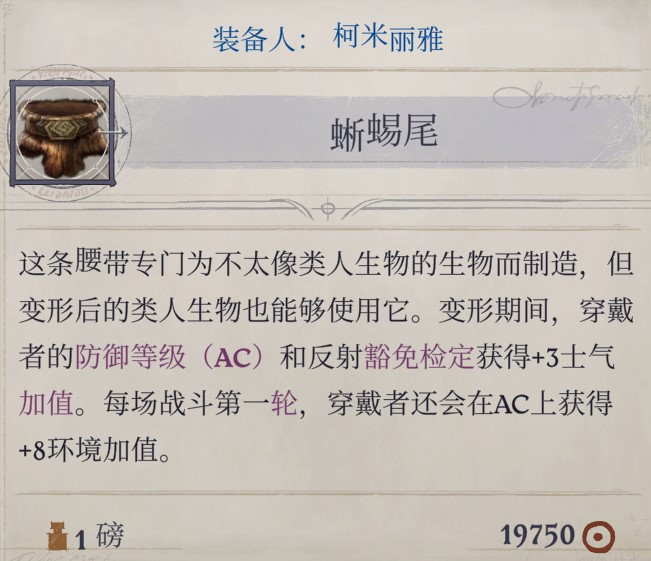 装备人： 柯米丽雅
蜥蜴尾
这条腰带专门为不太像类人生物的生物而制造，但
变形后的类人生物也能够使用它。变形期间，穿戴
者的防御等级（AC）和反射豁免检定获得+3士气
加值。每场战斗第一轮，穿戴者还会在AC上获得
+8环境加值。
1 磅
19750